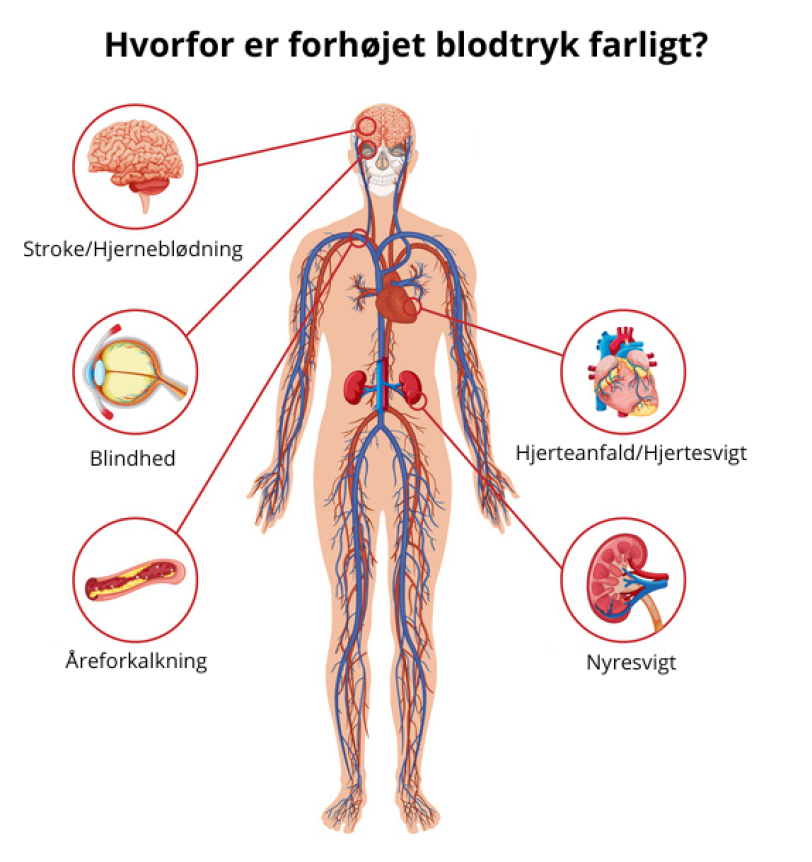 Hvorfor er forhøjet blodtryk farligt?
Stroke/Hjerneblødning
Blindhed
Hjerteanfald/Hjertesvigt
Åreforkalkning
Nyresvigt